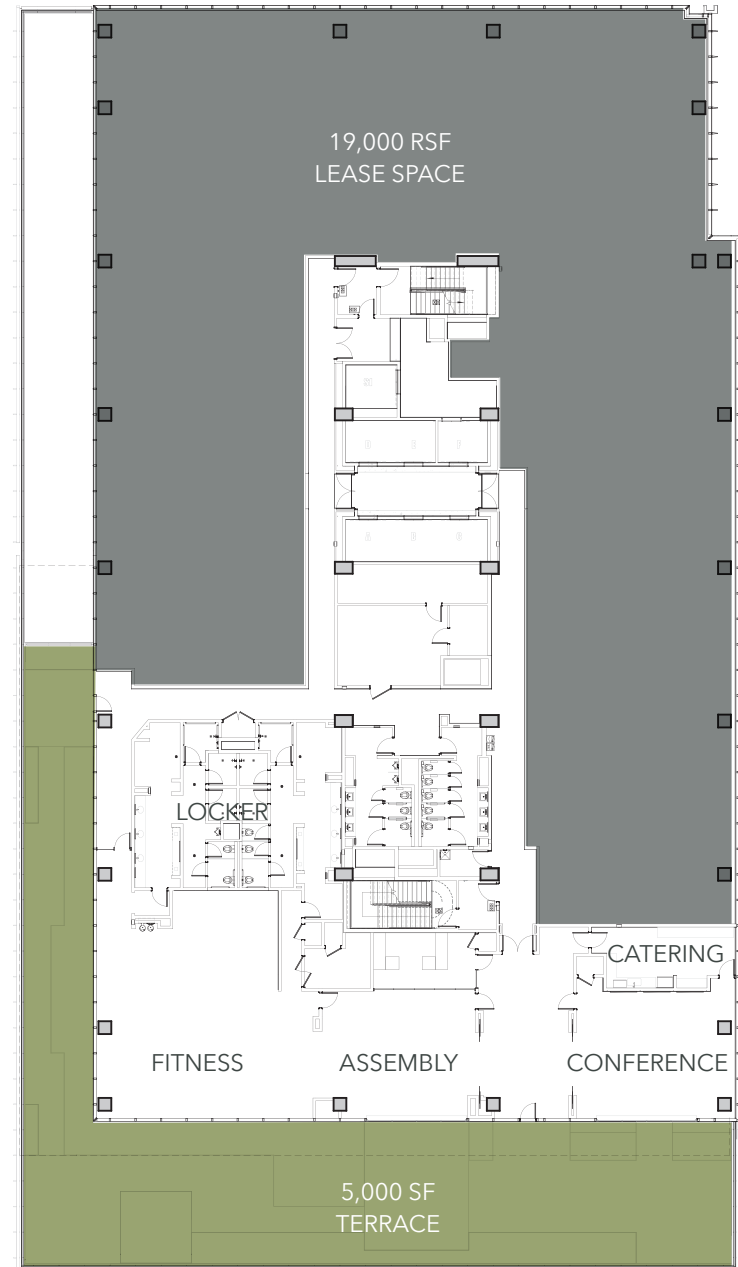 19,000 RSF
LEASE SPACE
LOCKER
CATERING
FITNESS
ASSEMBLY
CONFERENCE
5,000 SF
TERRACE